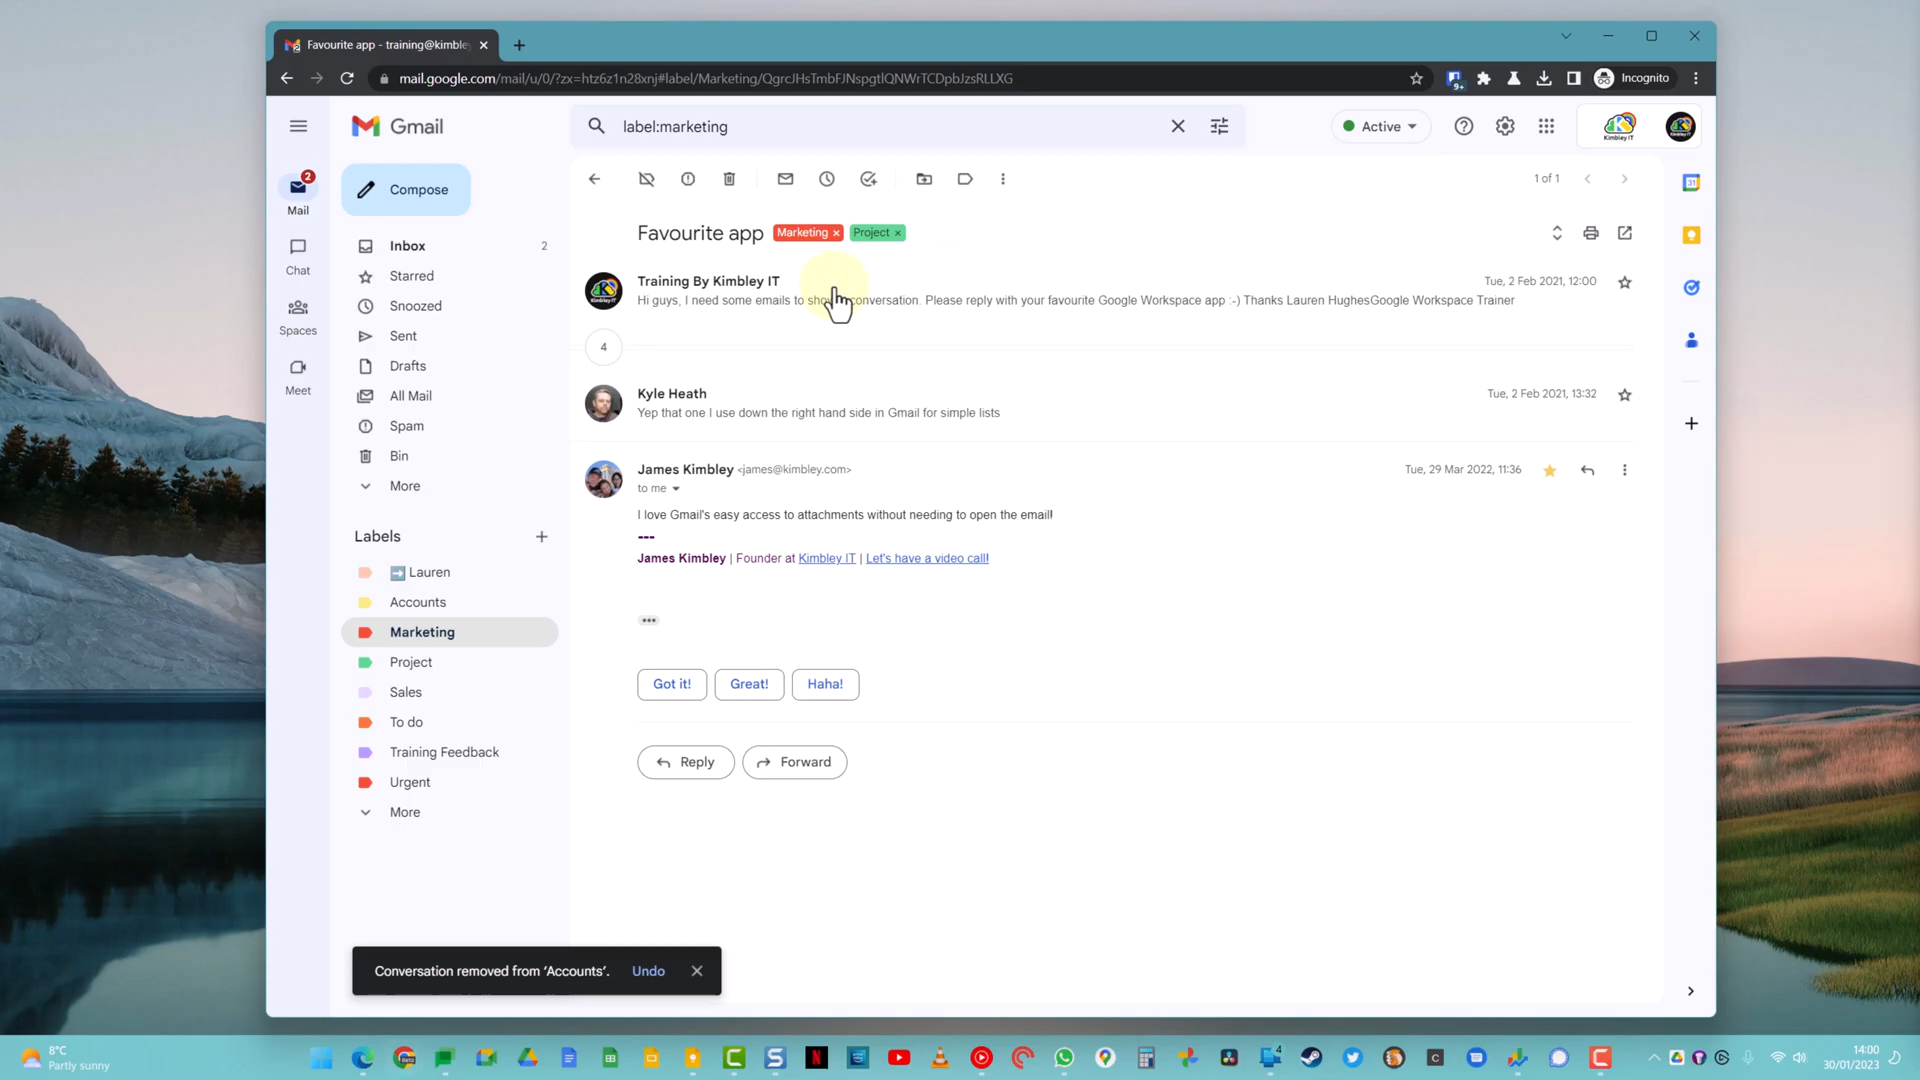 Favourite app - training@kimble
mail.google.com/mail/u/0/?zx=htz6z1n28xnj#label/Marketing/QgrcJHsTmbFJNspgtlQNWrTCDpbJzsRLLXG
9+
Incognito
Gmail
label:marketing
Active
Kimbley IT
2
Mail
Compose
1 of 1
31
Chat
Spaces
Meet
Inbox 2
Starred
Snoozed
Sent
Drafts
All Mail
Spam
Bin
More
Favourite app Marketing × Project ×
Training By Kimbley IT Tue, 2 Feb 2021, 12:00
Hi guys, I need some emails to conversation. Please reply with your favourite Google Workspace app :-) Thanks Lauren HughesGoogle Workspace Trainer
4
Kyle Heath Tue, 2 Feb 2021, 13:32
Yep that one I use down the right hand side in Gmail for simple lists
James Kimbley <james@kimbley.com> Tue, 29 Mar 2022, 11:36
to me
I love Gmail's easy access to attachments without needing to open the email!
---
James Kimbley | Founder at Kimbley IT | Let's have a video call!
Got it! Great! Haha!
Reply Forward
Labels
Lauren
Accounts
Marketing
Project
Sales
To do
Training Feedback
Urgent
More
Conversation removed from 'Accounts'. Undo
8°C
Partly sunny
14:00
30/01/2023